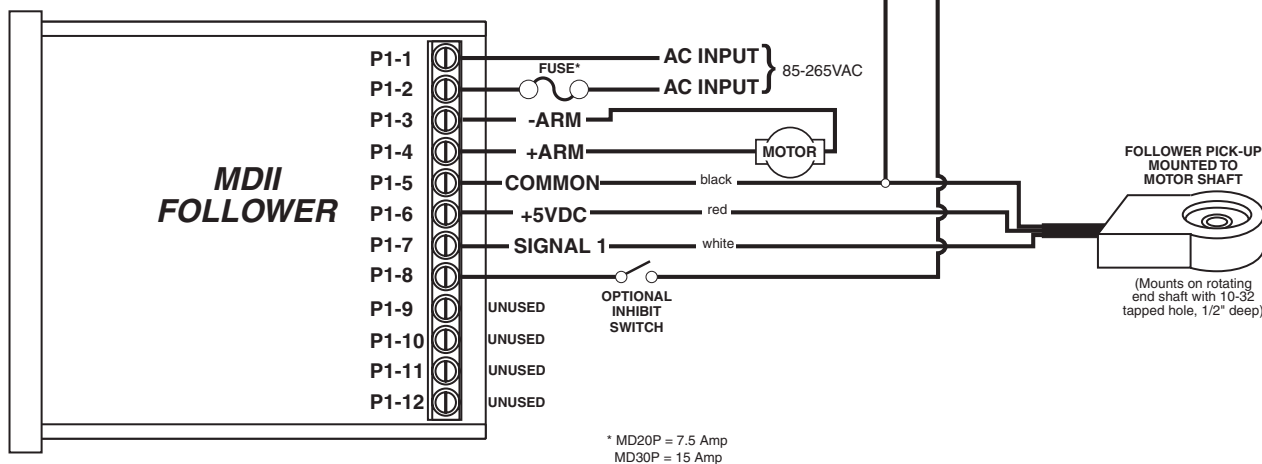 P1-1
AC INPUT
FUSE*
85-265VAC
P1-2
AC INPUT
P1-3
-ARM
P1-4
+ARM
MOTOR
FOLLOWER PICK-UP
MOUNTED TO
MOTOR SHAFT
MDII
FOLLOWER
P1-5
COMMON
black
P1-6
+5VDC
red
P1-7
SIGNAL 1
white
P1-8
OPTIONAL
INHIBIT
SWITCH
(Mounts on rotating
end shaft with 10-32
tapped hole, 1/2" deep)
P1-9
UNUSED
P1-10
UNUSED
P1-11
UNUSED
P1-12
UNUSED
* MD20P = 7.5 Amp
MD30P = 15 Amp